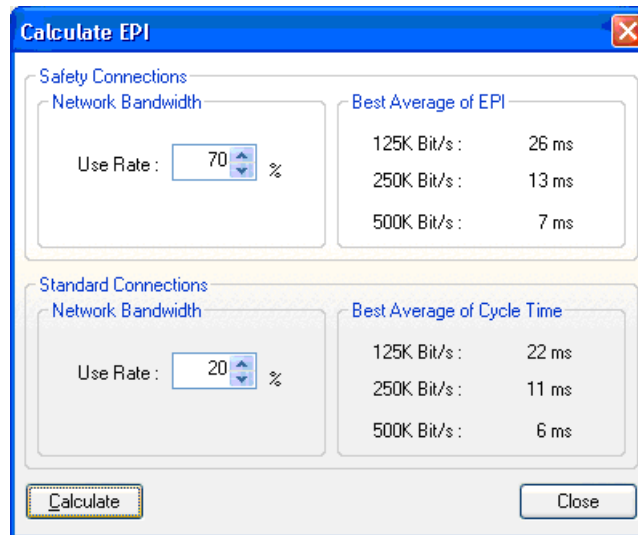 Calculate EPI
Safety Connections
Network Bandwidth
Use Rate : 70 %
Best Average of EPI
125K Bit/s : 26 ms
250K Bit/s : 13 ms
500K Bit/s : 7 ms
Standard Connections
Network Bandwidth
Use Rate : 20 %
Best Average of Cycle Time
125K Bit/s : 22 ms
250K Bit/s : 11 ms
500K Bit/s : 6 ms
Calculate
Close